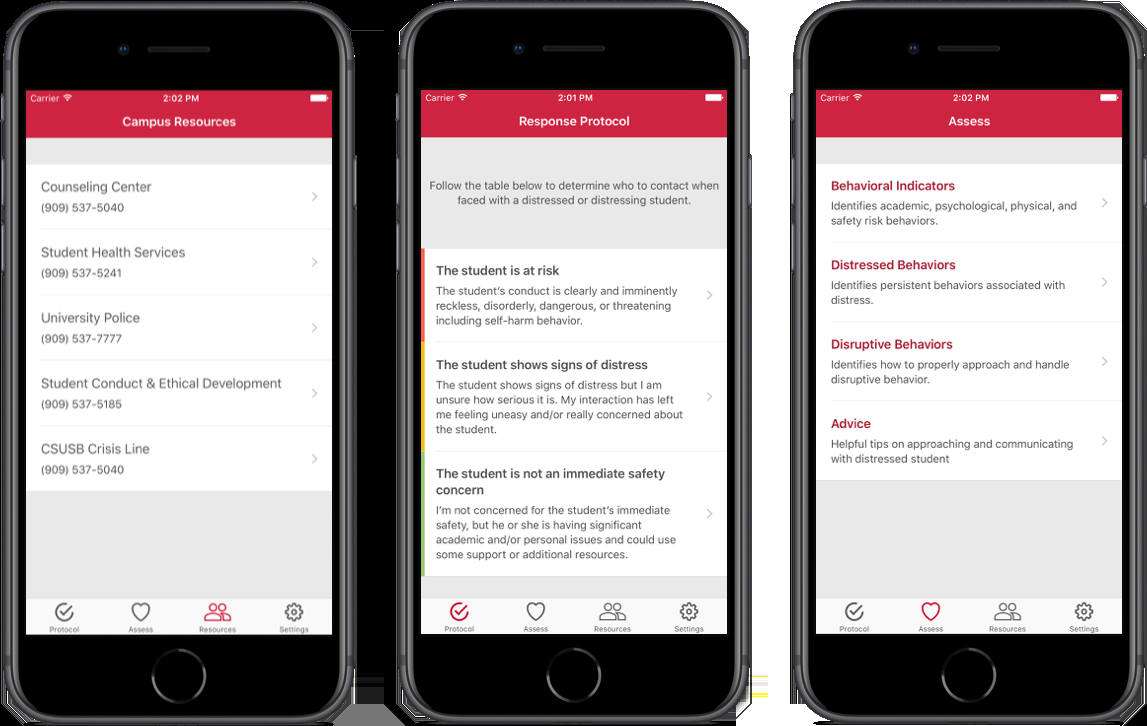 Carrier
2:02 PM
Campus Resources
Counseling Center
(909) 537-5040
Student Health Services
(909) 537-5241
University Police
(909) 537-7777
Student Conduct & Ethical Development
(909) 537-5185
CSUSB Crisis Line
(909) 537-5040
Protocol
Assess
Resources
Settings
Carrier
2:01 PM
Response Protocol
Follow the table below to determine who to contact when
faced with a distressed or distressing student.
The student is at risk
The student's conduct is clearly and imminently
reckless, disorderly, dangerous, or threatening
including self-harm behavior.
The student shows signs of distress
The student shows signs of distress but I am
unsure how serious it is. My interaction has left
me feeling uneasy and/or really concerned about
the student.
The student is not an immediate safety
concern
I'm not concerned for the student's immediate
safety, but he or she is having significant
academic and/or personal issues and could use
some support or additional resources.
Protocol
Assess
Resources
Settings
Carrier
2:02 PM
Assess
Behavioral Indicators
Identifies academic, psychological, physical, and
safety risk behaviors.
Distressed Behaviors
Identifies persistent behaviors associated with
distress.
Disruptive Behaviors
Identifies how to properly approach and handle
disruptive behavior.
Advice
Helpful tips on approaching and communicating
with distressed student
Protocol
Assess
Resources
Settings